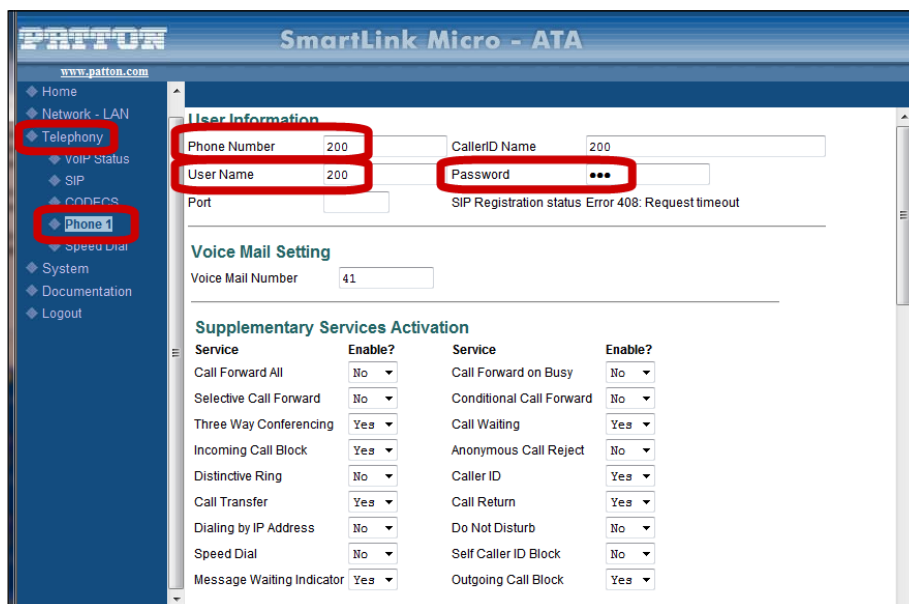 PATTON
SmartLink Micro - ATA
www.patton.com
Home
Network - LAN
Telephony
VoIP Status
SIP
CODECS
Phone 1
Speed Dial
System
Documentation
Logout
User Information
Phone Number 200 CallerID Name 200
User Name 200 Password ●●●
Port SIP Registration status Error 408: Request timeout
Voice Mail Setting
Voice Mail Number 41
Supplementary Services Activation
Service Enable? Service Enable?
Call Forward All No Call Forward on Busy No
Selective Call Forward No Conditional Call Forward No
Three Way Conferencing Yes Call Waiting Yes
Incoming Call Block Yes Anonymous Call Reject No
Distinctive Ring No Caller ID Yes
Call Transfer Yes Call Return Yes
Dialing by IP Address No Do Not Disturb No
Speed Dial No Self Caller ID Block No
Message Waiting Indicator Yes Outgoing Call Block Yes